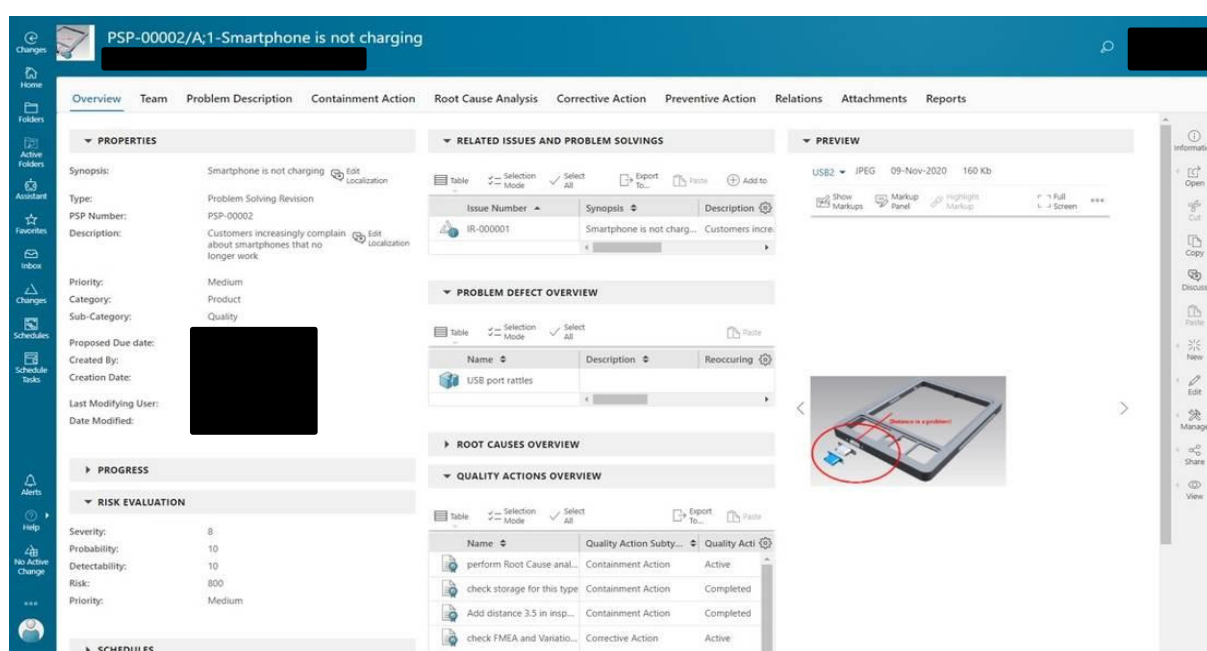 PSP-00002/A;1-Smartphone is not charging
Changes
Home
Folders
Active
Folders
Assistant
Favorites
Inbox
Changes
Schedules
Schedule
Tasks
Alerts
Help
No Active
Change
Overview Team Problem Description Containment Action Root Cause Analysis Corrective Action Preventive Action Relations Attachments Reports
PROPERTIES
Synopsis: Smartphone is not charging Edit
Localization
Type: Problem Solving Revision
PSP Number: PSP-00002
Description: Customers increasingly complain Edit
about smartphones that no Localization
longer work
Priority: Medium
Category: Product
Sub-Category: Quality
Proposed Due date:
Created By:
Creation Date:
Last Modifying User:
Date Modified:
PROGRESS
RISK EVALUATION
Severity: 8
Probability: 10
Detectability: 10
Risk: 800
Priority: Medium
SCHEDULES
RELATED ISSUES AND PROBLEM SOLVINGS
Table Selection Mode Select All Export To... Paste Add to
Issue Number Synopsis Description
IR-000001 Smartphone is not charg... Customers incre
PROBLEM DEFECT OVERVIEW
Table Selection Mode Select All Paste
Name Description Reoccuring
USB port rattles
ROOT CAUSES OVERVIEW
QUALITY ACTIONS OVERVIEW
Table Selection Mode Select All Export To... Paste
Name Quality Action Subty... Quality Acti
perform Root Cause anal... Containment Action Active
check storage for this type Containment Action Completed
Add distance 3.5 in insp... Containment Action Completed
check FMEA and Variatio... Corrective Action Active
PREVIEW
USB2 JPEG 09-Nov-2020 160 Kb
Show Markups Markup Panel Highlight Markup Full Screen
Distance is a problem!
Informati
Open
Cut
Copy
Discuss
Paste
New
Edit
Manage
Share
View